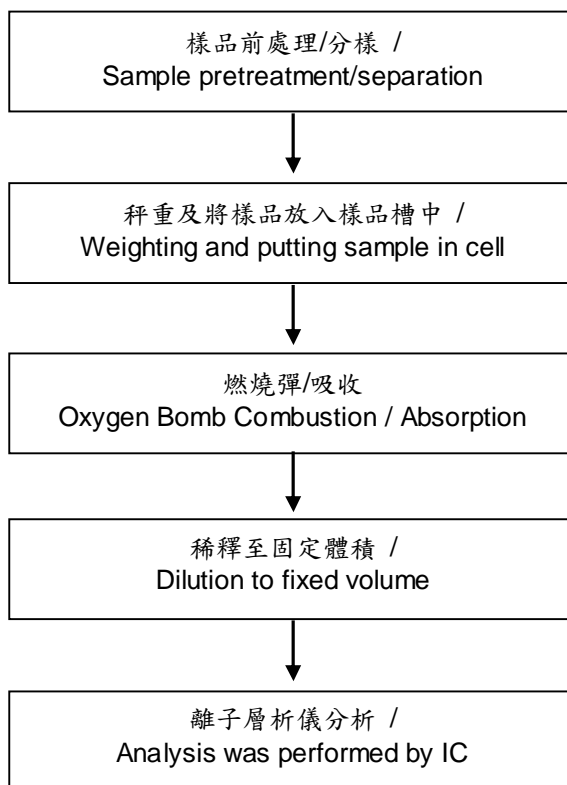 樣品前處理/分樣 /
Sample pretreatment/separation
秤重及將樣品放入樣品槽中 /
Weighting and putting sample in cell
燃燒彈/吸收
Oxygen Bomb Combustion / Absorption
稀釋至固定體積 /
Dilution to fixed volume
離子層析儀分析 /
Analysis was performed by IC